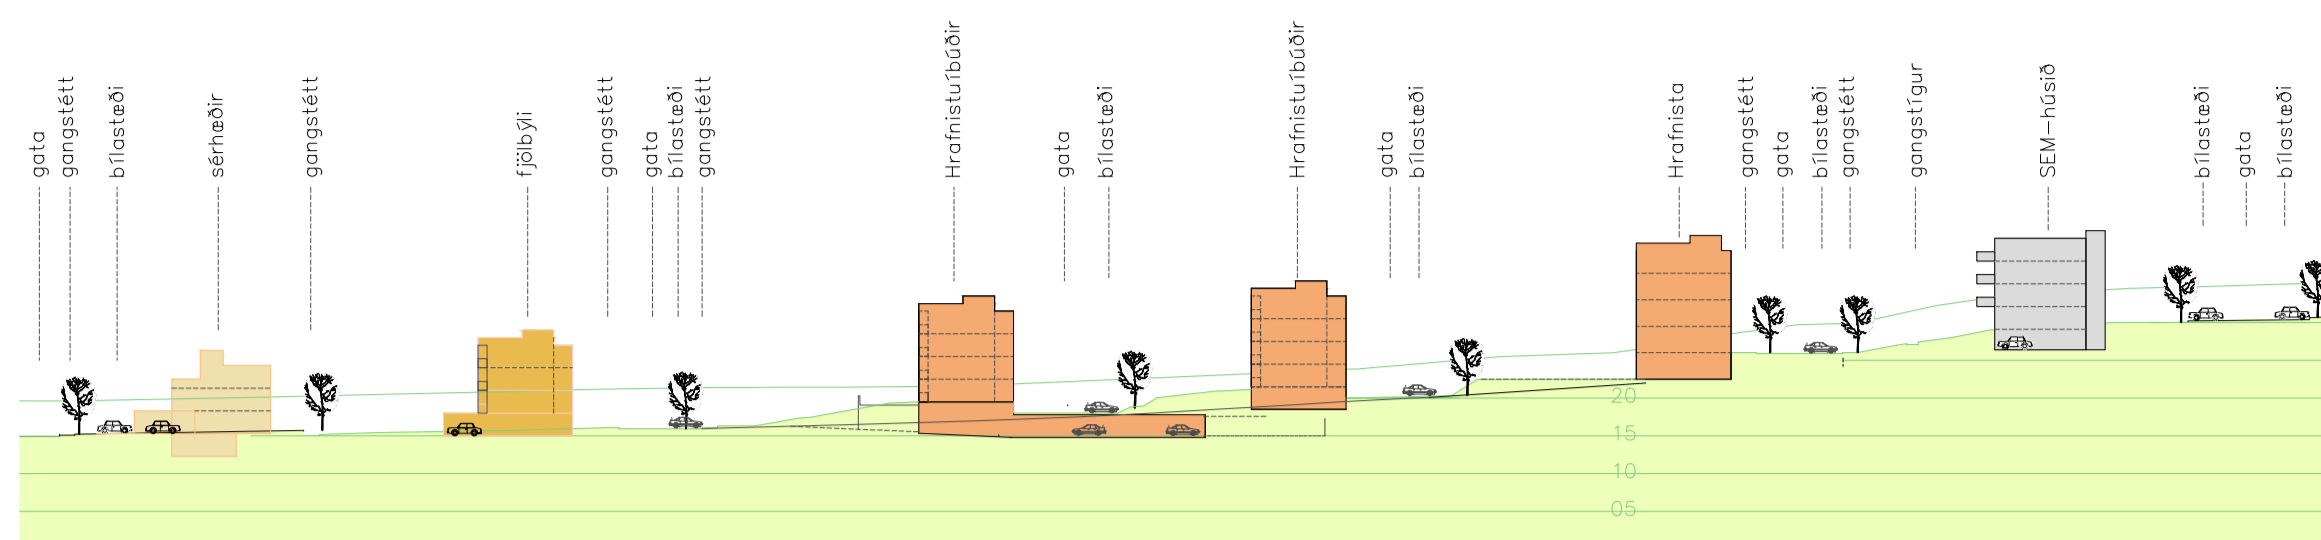 gata
gangstétt
bílastæði
sérhæðir
gangstétt
fjölbýli
gangstétt
gata
bílastæði
gangstétt
Hrafnistuíbúðir
gata
bílastæði
Hrafnistuíbúðir
gata
bílastæði
Hrafnista
gangstétt
gata
bílastæði
gangstétt
gangstígur
SEM-húsið
bílastæði
gata
bílastæði
20
15
10
05